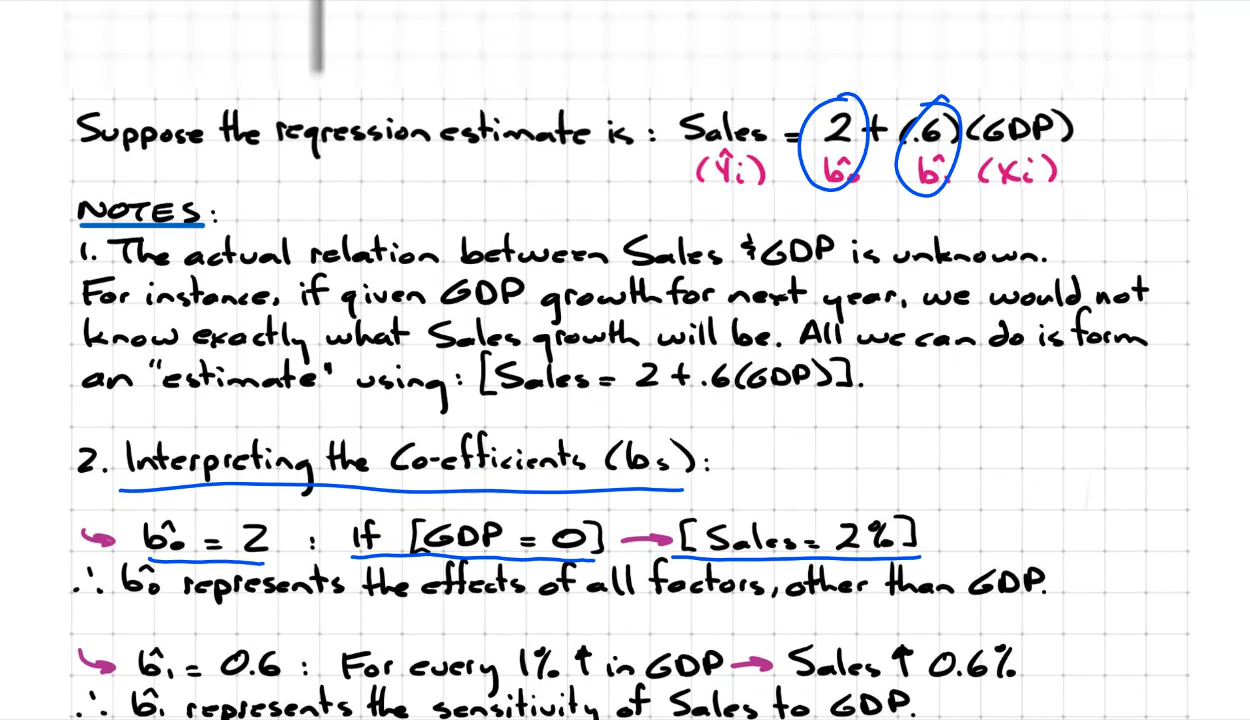 Suppose the regression estimate is : Sales = 2 + (.6)(GDP)
(Ŷi) b̂₀ b̂₁ (Xi)
NOTES:
1. The actual relation between Sales & GDP is unknown.
For instance, if given GDP growth for next year, we would not
know exactly what Sales growth will be. All we can do is form
an "estimate" using: [Sales = 2 + .6(GDP)].
2. Interpreting the Co-efficients (bs):
↳ b̂₀ = 2 : If [GDP = 0] → [Sales = 2%]
∴ b̂₀ represents the effects of all factors, other than GDP.
↳ b̂₁ = 0.6 : For every 1% ↑ in GDP → Sales ↑ 0.6%
∴ b̂₁ represents the sensitivity of Sales to GDP.